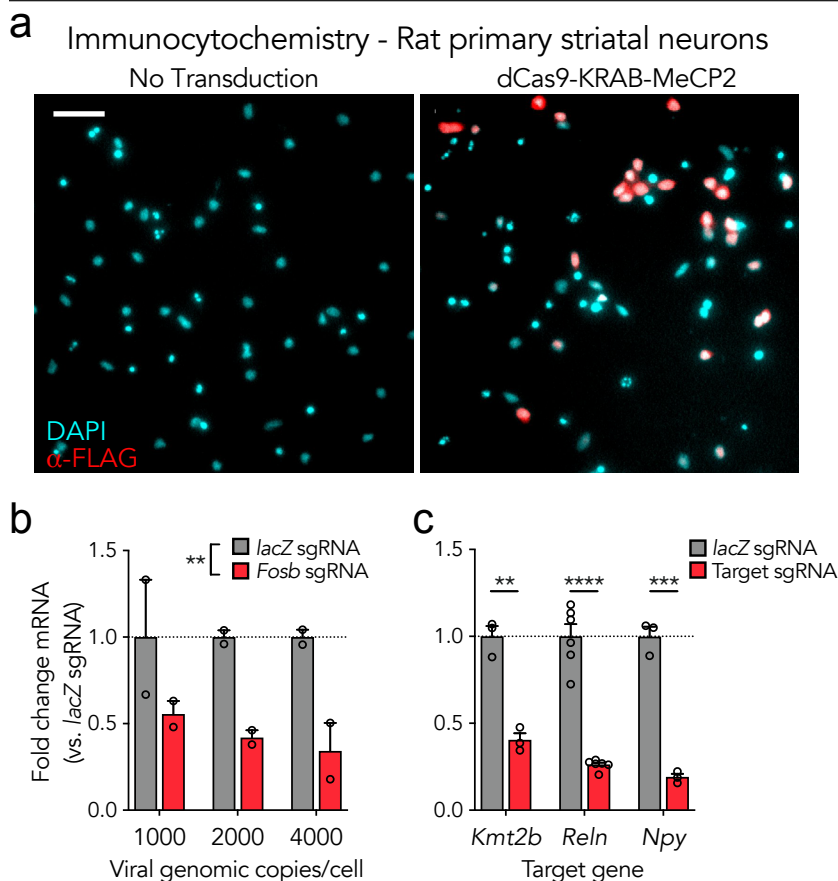 a
Immunocytochemistry - Rat primary striatal neurons
No Transduction
dCas9-KRAB-MeCP2
DAPI
α-FLAG
b
** lacZ sgRNA
Fosb sgRNA
Fold change mRNA
(vs. lacZ sgRNA)
1.5
1.0
0.5
0.0
1000 2000 4000
Viral genomic copies/cell
c
lacZ sgRNA
Target sgRNA
1.5
1.0
0.5
0.0
** **** ***
Kmt2b Reln Npy
Target gene